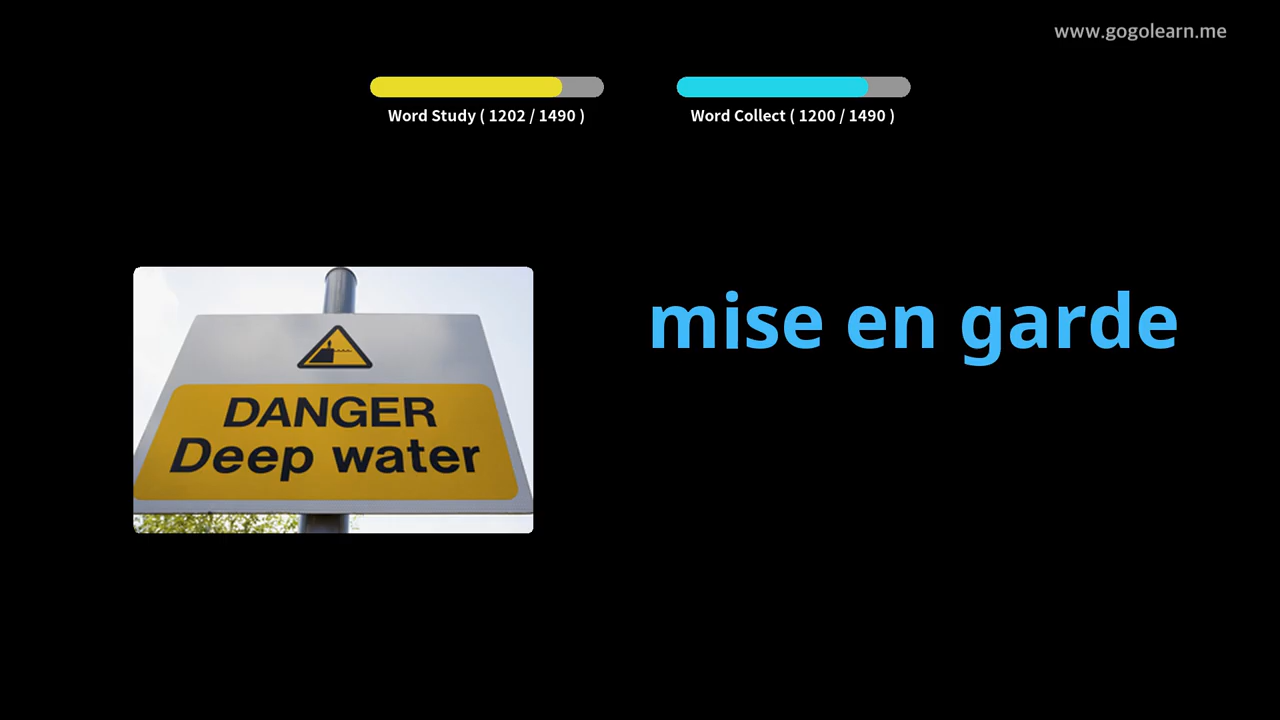 www.gogolearn.me
Word Study ( 1202 / 1490 )
Word Collect ( 1200 / 1490 )
mise en garde
DANGER
Deep water